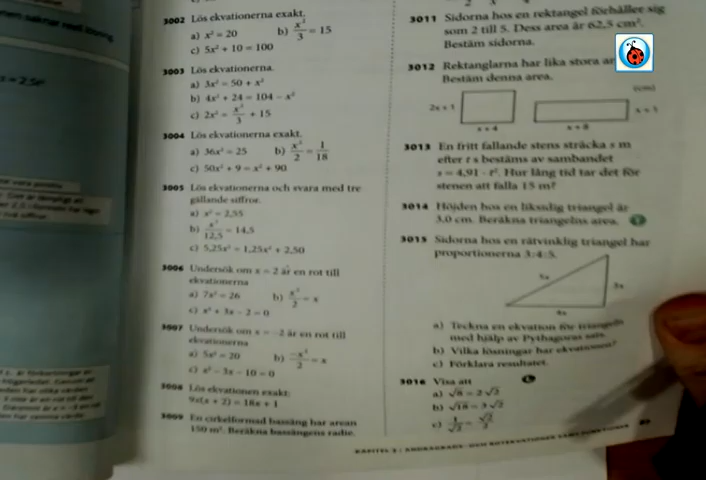 3002 Lös ekvationerna exakt.
a) x² = 20 b) x²/3 = 15
c) 5x² + 10 = 100
3003 Lös ekvationerna.
a) 3x² = 50 + x²
b) 4x² + 24 = 104 – x²
c) 2x² = x²/3 + 15
3004 Lös ekvationerna exakt.
a) 36x² = 25 b) x²/2 = 1/18
c) 50x² + 9 = x² + 90
3005 Lös ekvationerna och svara med tre
gällande siffror.
a) x² = 2,55
b) x²/12,5 = 14,5
c) 5,25x² = 1,25x² + 2,50
3006 Undersök om x = 2 är en rot till
ekvationerna
a) 7x² = 26 b) x²/2 = x
c) x² + 3x – 2 = 0
3007 Undersök om x = –2 är en rot till
ekvationerna
a) 5x² = 20 b) –x²/2 = x
c) x² – 3x – 10 = 0
3008 Lös ekvationen exakt:
9x(x + 2) = 18x + 1
3009 En cirkelformad bassäng har arean
150 m². Beräkna bassängens radie.
3011 Sidorna hos en rektangel förhåller sig
som 2 till 5. Dess area är 62,5 cm².
Bestäm sidorna.
3012 Rektanglarna har lika stora
Bestäm denna area.
(cm)
2x + 1
x + 4
x + 8
3013 En fritt fallande stens sträcka s m
efter t s bestäms av sambandet
s = 4,91 · t². Hur lång tid tar det för
stenen att falla 15 m?
3014 Höjden hos en liksidig triangel är
3,0 cm. Beräkna triangelns area.
3015 Sidorna hos en rätvinklig triangel har
proportionerna 3:4:5.
5x
3x
4x
a) Teckna en ekvation för triangeln
med hjälp av Pythagoras sats.
b) Vilka lösningar har ekvationen?
c) Förklara resultatet.
3016 Visa att
a) √8 = 2√2
b) √18 = 3√2
c) 1/√2 = √2/2